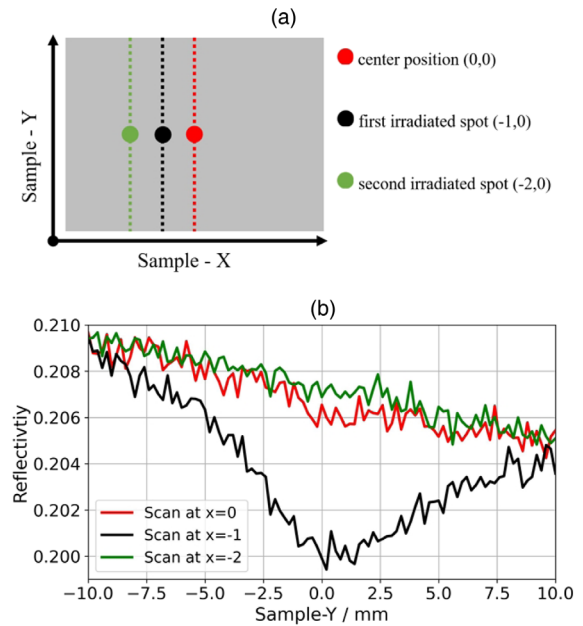 (a)
Sample - Y
Sample - X
center position (0,0)
first irradiated spot (-1,0)
second irradiated spot (-2,0)
(b)
Reflectivtiy
0.210
0.208
0.206
0.204
0.202
0.200
Scan at x=0
Scan at x=-1
Scan at x=-2
−10.0 −7.5 −5.0 −2.5 0.0 2.5 5.0 7.5 10.0
Sample-Y / mm